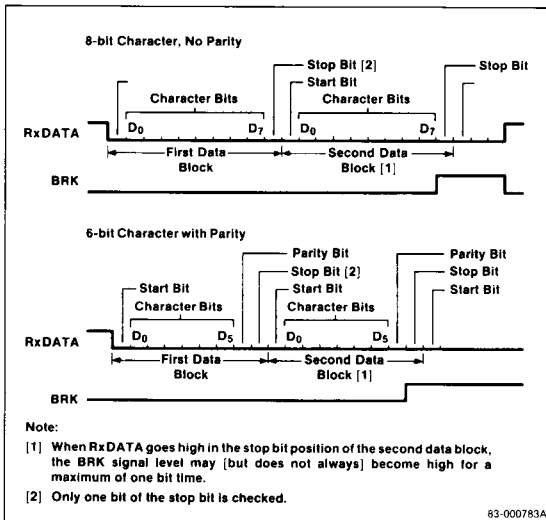 8-bit Character, No Parity
Stop Bit [2] Stop Bit
Start Bit
Character Bits Character Bits
D0 D7 D0 D7
RxDATA
First Data Block Second Data Block [1]
BRK
6-bit Character with Parity
Parity Bit Parity Bit
Stop Bit [2] Stop Bit
Start Bit Start Bit Start Bit
Character Bits Character Bits
D0 D5 D0 D5
RxDATA
First Data Block Second Data Block [1]
BRK
Note:
[1] When RxDATA goes high in the stop bit position of the second data block,
the BRK signal level may [but does not always] become high for a
maximum of one bit time.
[2] Only one bit of the stop bit is checked.
83-000783A